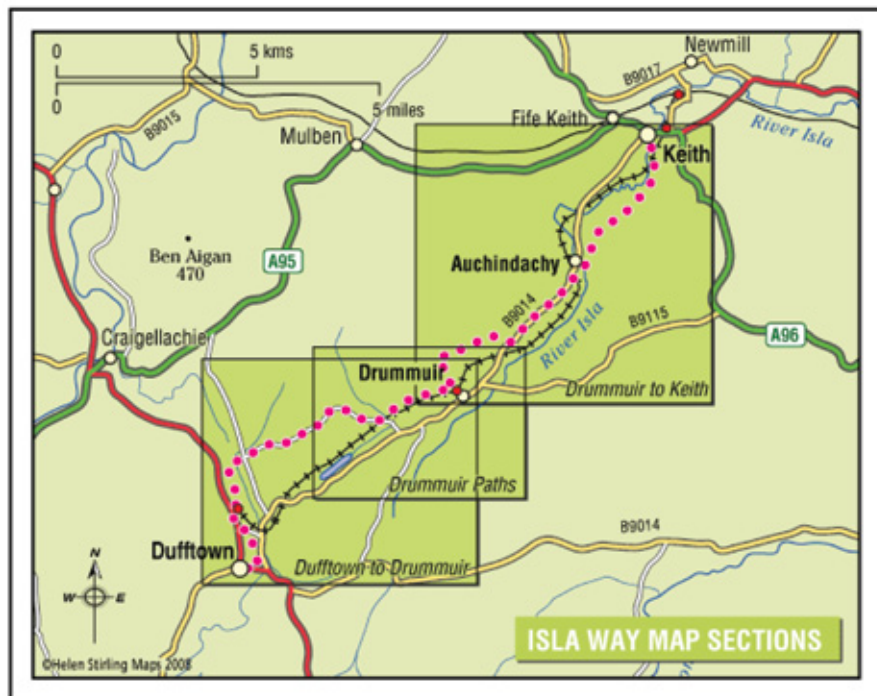 0 5 kms
0 5 miles
Newmill
B9017
B9015
Mulben
Fife Keith
River Isla
Keith
Ben Aigan
470
A95
Auchindachy
B9014
River Isla
B9115
A96
Craigellachie
Drummuir
Drummuir to Keith
Drummuir Paths
B9014
Dufftown
Dufftown to Drummuir
N
W E
S
ISLA WAY MAP SECTIONS
©Helen Stirling Maps 2008